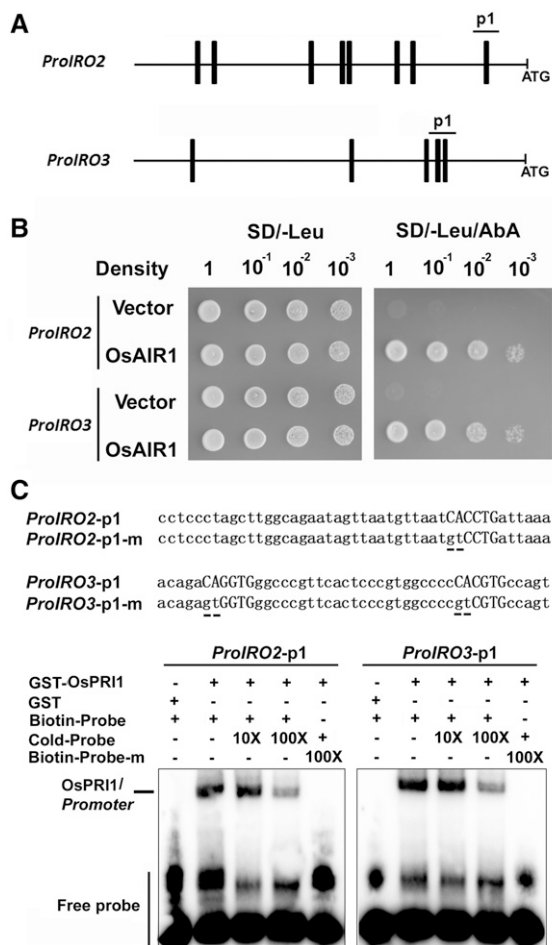 A
ProIRO2
p1
ATG
ProIRO3
p1
ATG
B
SD/-Leu SD/-Leu/AbA
Density 1 10-1 10-2 10-3 1 10-1 10-2 10-3
ProIRO2
Vector
OsAIR1
ProIRO3
Vector
OsAIR1
C
ProIRO2-p1 cctccctagcttggcagaatagttaatgttaatCACCTGattaaa
ProIRO2-p1-m cctccctagcttggcagaatagttaatgttaatgtCCTGattaaa
ProIRO3-p1 acagaCAGGTGggcccgttcactcccgtggccccCACGTGccagt
ProIRO3-p1-m acagagtGGTGggcccgttcactcccgtggccccgtCGTGccagt
ProIRO2-p1 ProIRO3-p1
GST-OsPRI1 - + + + + - + + + +
GST + - - - - + - - - -
Biotin-Probe + + + + - + + + + -
Cold-Probe - - 10X 100X + - - 10X 100X +
Biotin-Probe-m - - - - 100X - - - - 100X
OsPRI1/
Promoter
Free probe